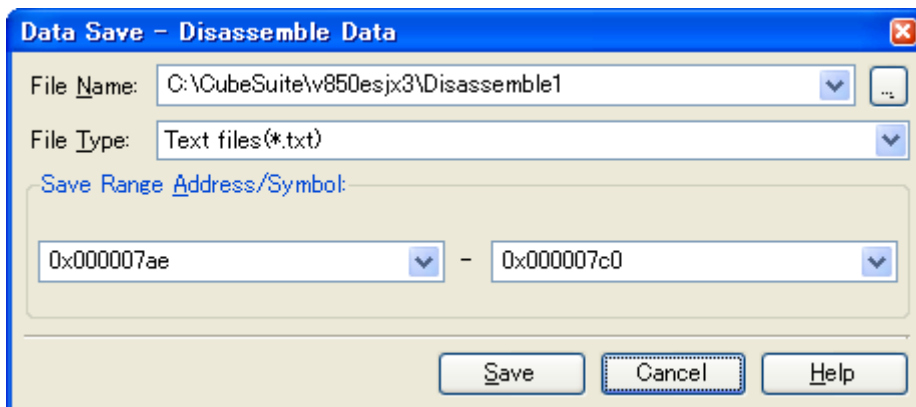 Data Save - Disassemble Data
File Name: C:\CubeSuite\v850esjx3\Disassemble1 ...
File Type: Text files(*.txt)
Save Range Address/Symbol:
0x000007ae - 0x000007c0
Save Cancel Help